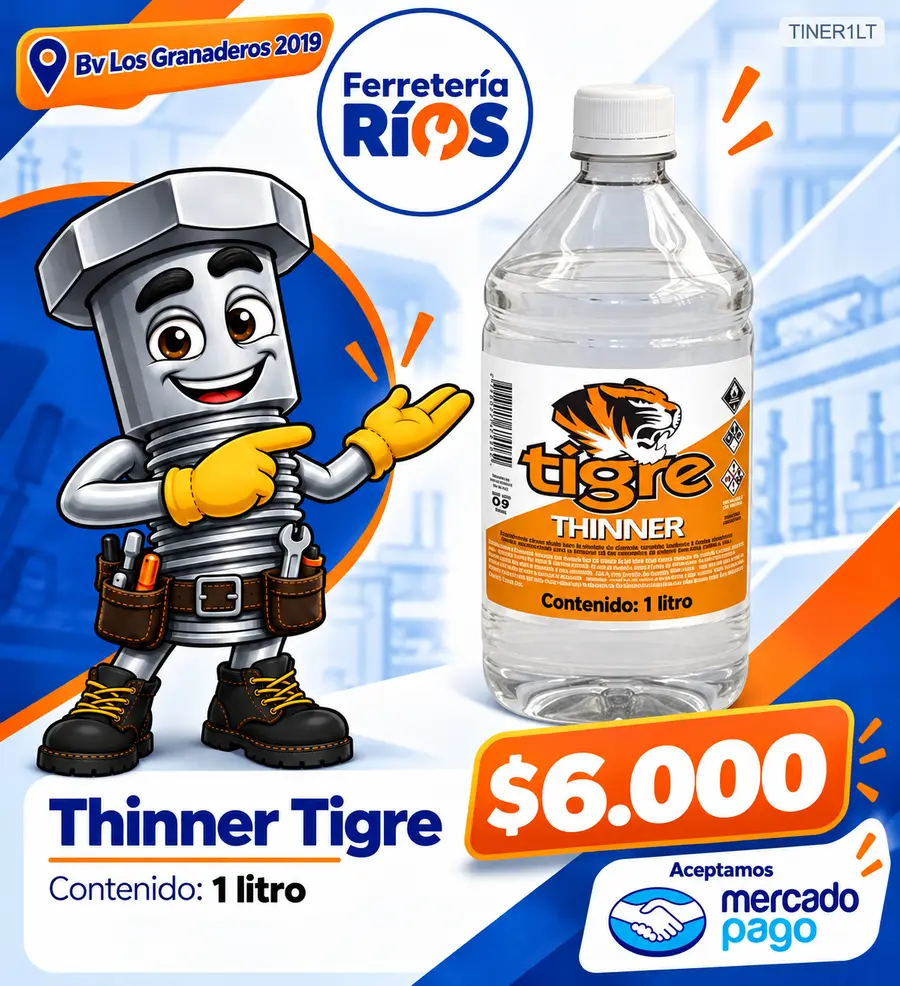 Bv Los Granaderos 2019
Ferretería
Ríos
TINER1LT
tigre
THINNER
09
Contenido: 1 litro
$6.000
Thinner Tigre
Contenido: 1 litro
Aceptamos
mercado
pago